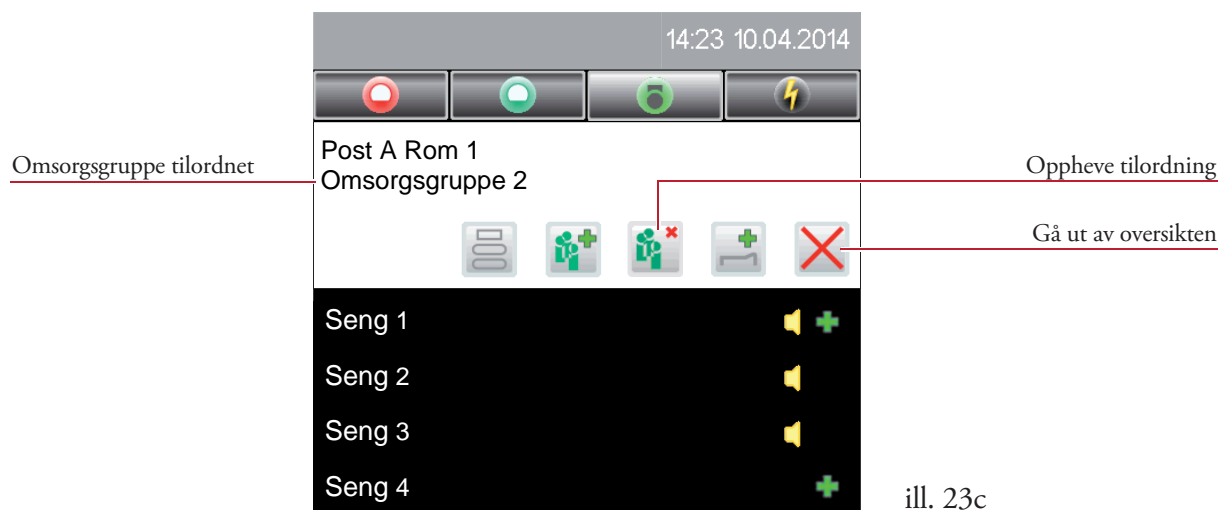 14:23 10.04.2014
Omsorgsgruppe tilordnet
Post A Rom 1
Omsorgsgruppe 2
Oppheve tilordning
Gå ut av oversikten
Seng 1
Seng 2
Seng 3
Seng 4
ill. 23c